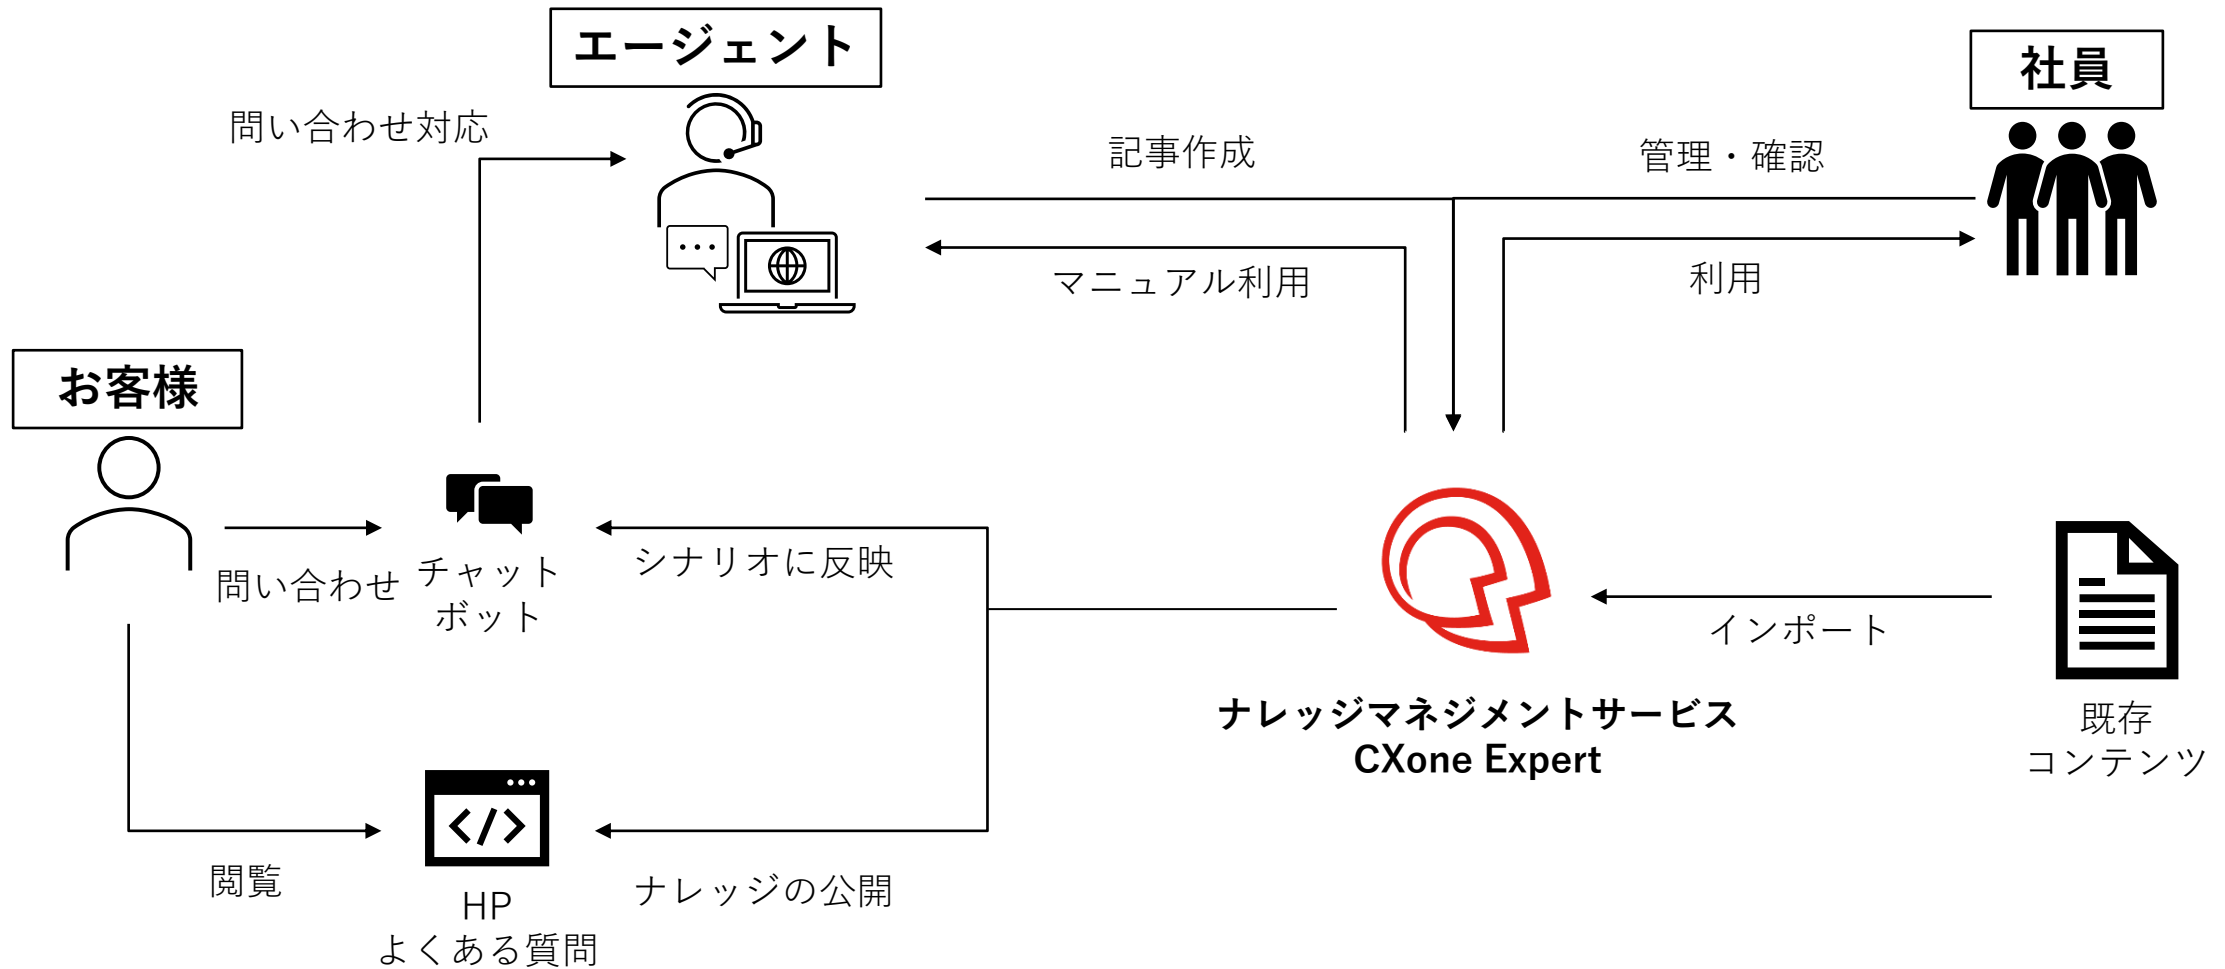 エージェント
社員
問い合わせ対応
記事作成
管理・確認
マニュアル利用
利用
お客様
問い合わせ
チャット
ボット
シナリオに反映
インポート
ナレッジマネジメントサービス
CXone Expert
既存
コンテンツ
閲覧
HP
よくある質問
ナレッジの公開